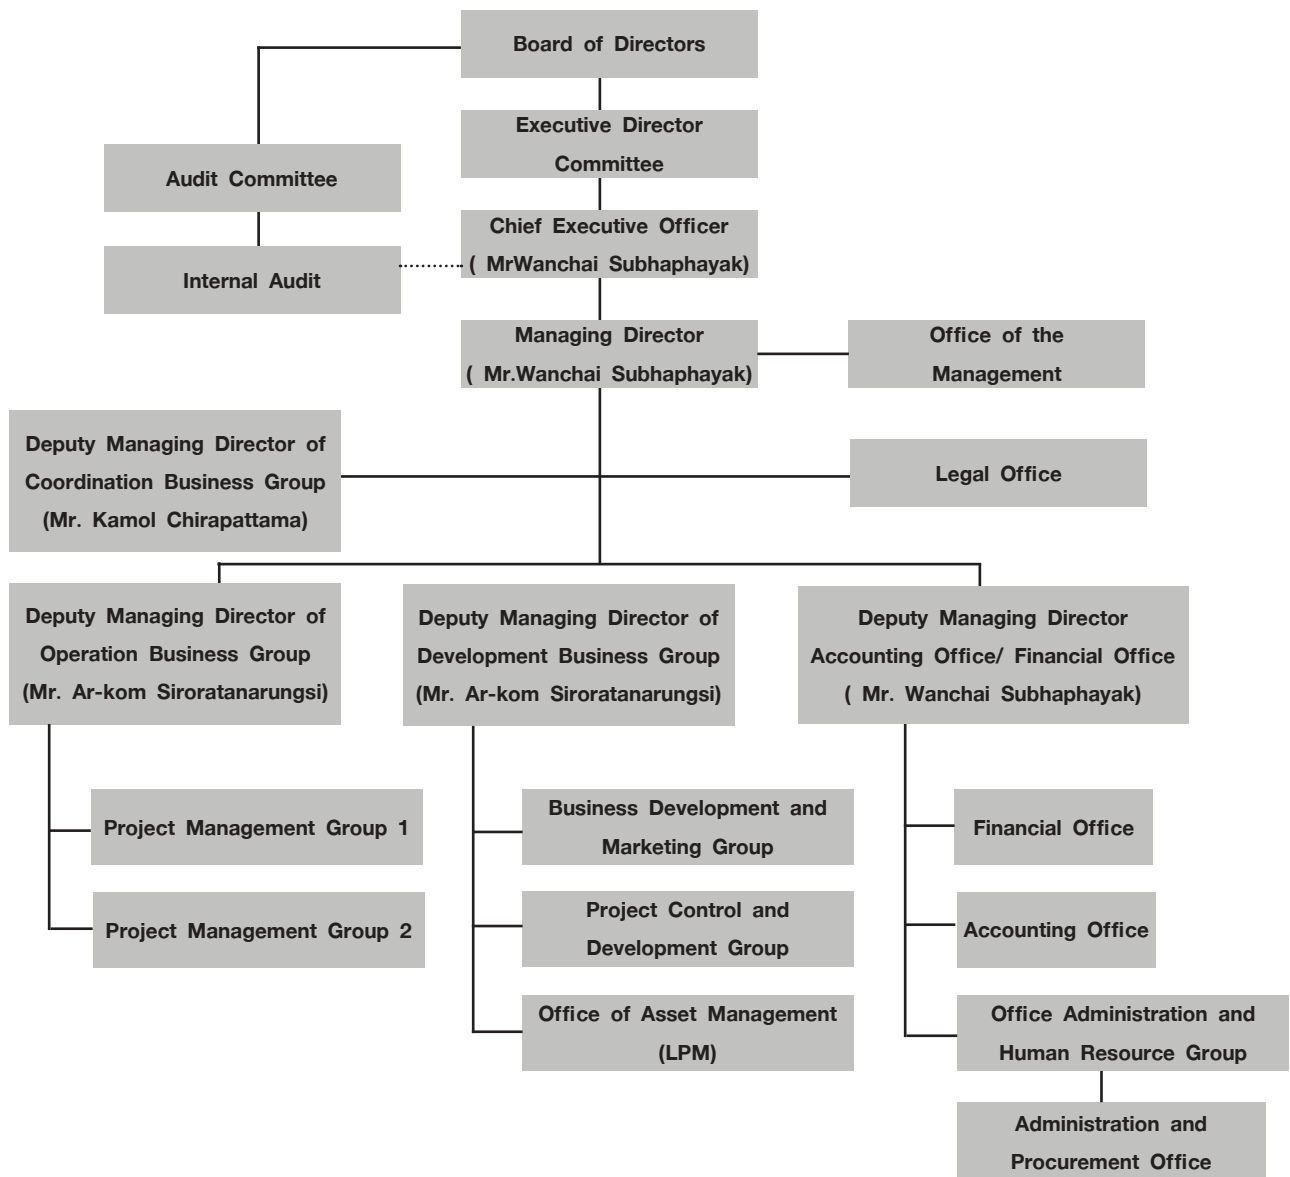 Board of Directors
Executive Director
Committee
Audit Committee
Chief Executive Officer
( MrWanchai Subhaphayak)
Internal Audit
Managing Director
( Mr.Wanchai Subhaphayak)
Office of the
Management
Deputy Managing Director of
Coordination Business Group
(Mr. Kamol Chirapattama)
Legal Office
Deputy Managing Director of
Operation Business Group
(Mr. Ar-kom Siroratanarungsi)
Deputy Managing Director of
Development Business Group
(Mr. Ar-kom Siroratanarungsi)
Deputy Managing Director
Accounting Office/ Financial Office
( Mr. Wanchai Subhaphayak)
Project Management Group 1
Project Management Group 2
Business Development and
Marketing Group
Project Control and
Development Group
Office of Asset Management
(LPM)
Financial Office
Accounting Office
Office Administration and
Human Resource Group
Administration and
Procurement Office